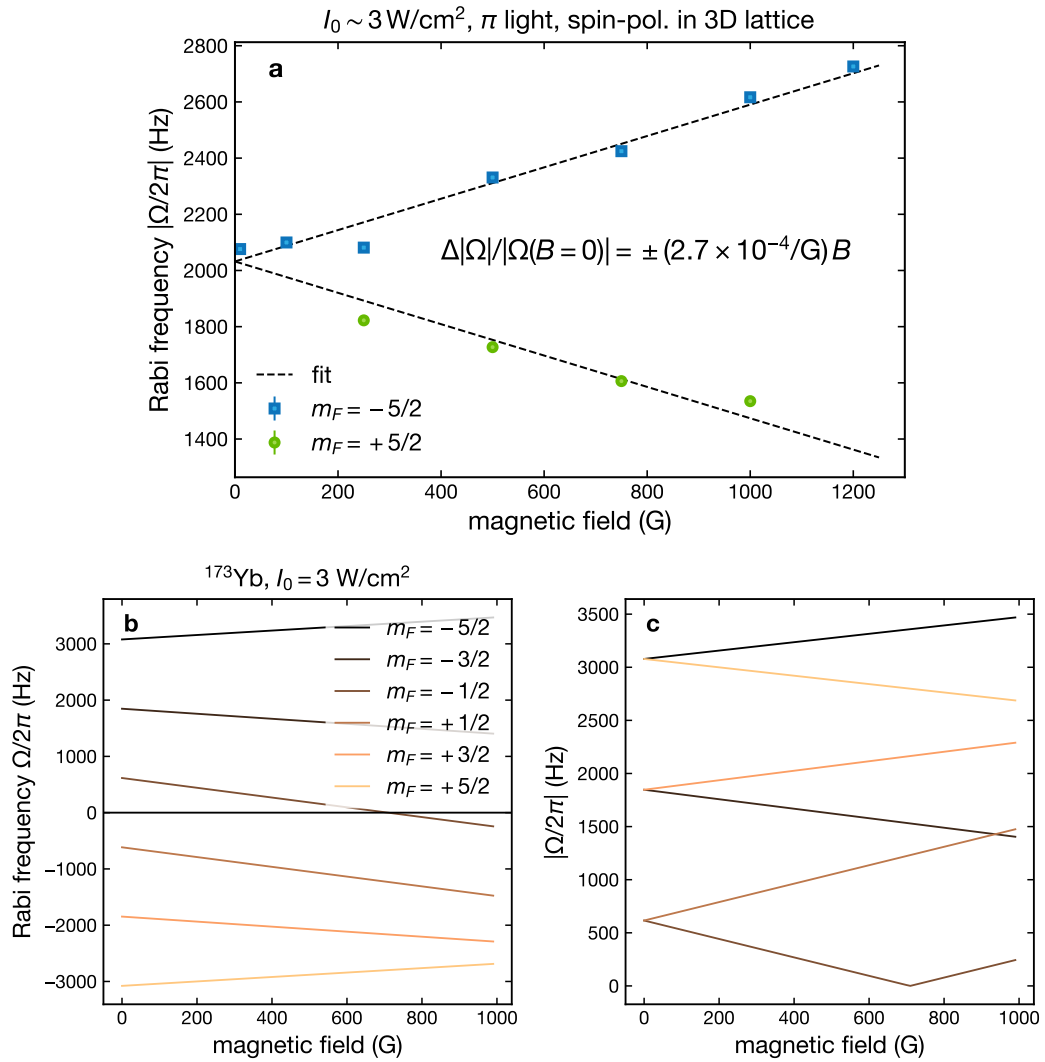 I₀ ∼ 3 W/cm², π light, spin-pol. in 3D lattice
a
2800
2600
2400
2200
2000
1800
1600
1400
Rabi frequency |Ω/2π| (Hz)
Δ|Ω|/|Ω(B = 0)| = ± (2.7 × 10⁻⁴/G) B
fit
m_F = − 5/2
m_F = + 5/2
0 200 400 600 800 1000 1200
magnetic field (G)
¹⁷³Yb, I₀ = 3 W/cm²
b
3000
2000
1000
0
−1000
−2000
−3000
Rabi frequency Ω/2π (Hz)
m_F = − 5/2
m_F = − 3/2
m_F = − 1/2
m_F = + 1/2
m_F = + 3/2
m_F = + 5/2
0 200 400 600 800 1000
magnetic field (G)
c
3500
3000
2500
2000
1500
1000
500
0
|Ω/2π| (Hz)
0 200 400 600 800 1000
magnetic field (G)